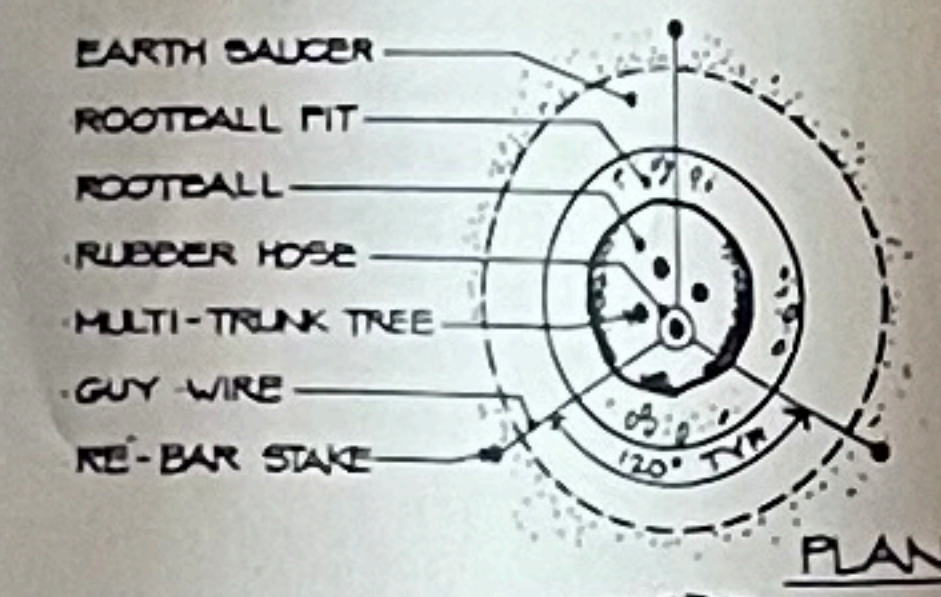 EARTH SAUCER
ROOTBALL PIT
ROOTBALL
RUBBER HOSE
MULTI-TRUNK TREE
GUY WIRE
RE-BAR STAKE
120° TYP
PLAN